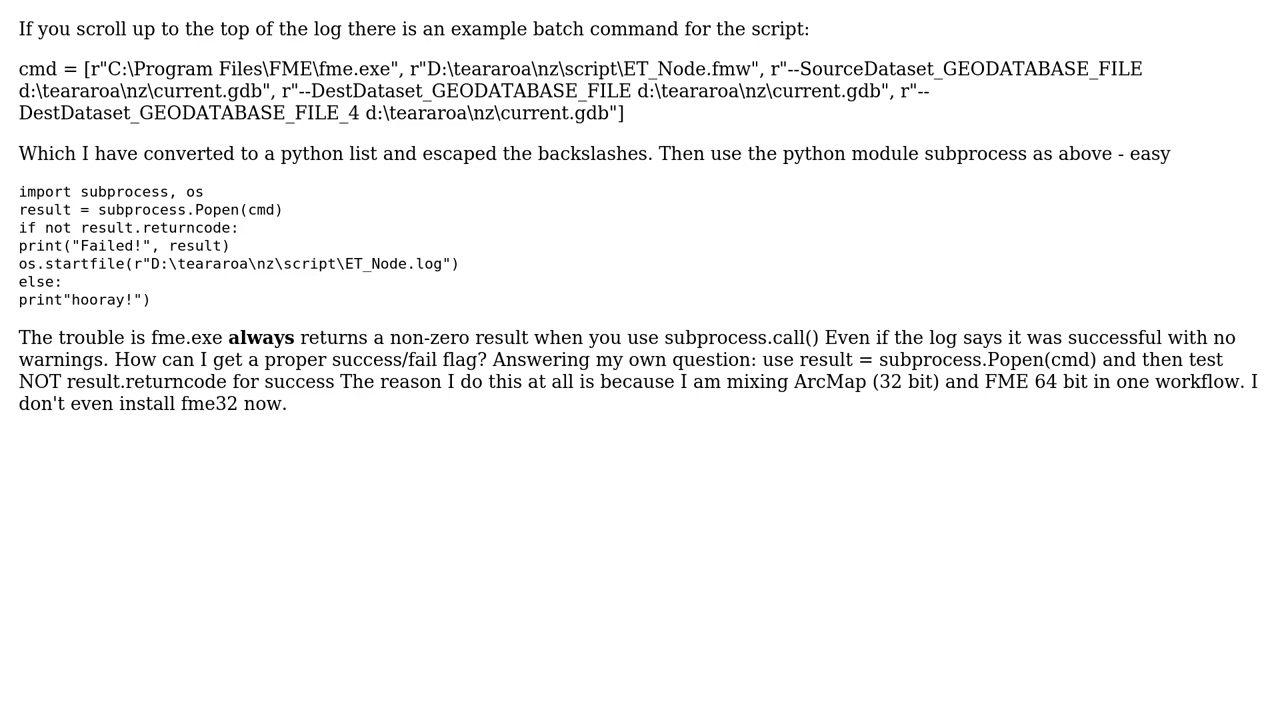 If you scroll up to the top of the log there is an example batch command for the script:
cmd = [r"C:\Program Files\FME\fme.exe", r"D:\teararoa\nz\script\ET_Node.fmw", r"--SourceDataset_GEODATABASE_FILE
d:\teararoa\nz\current.gdb", r"--DestDataset_GEODATABASE_FILE d:\teararoa\nz\current.gdb", r"--
DestDataset_GEODATABASE_FILE_4 d:\teararoa\nz\current.gdb"]
Which I have converted to a python list and escaped the backslashes. Then use the python module subprocess as above - easy
import subprocess, os
result = subprocess.Popen(cmd)
if not result.returncode:
print("Failed!", result)
os.startfile(r"D:\teararoa\nz\script\ET_Node.log")
else:
print"hooray!")
The trouble is fme.exe always returns a non-zero result when you use subprocess.call() Even if the log says it was successful with no
warnings. How can I get a proper success/fail flag? Answering my own question: use result = subprocess.Popen(cmd) and then test
NOT result.returncode for success The reason I do this at all is because I am mixing ArcMap (32 bit) and FME 64 bit in one workflow. I
don't even install fme32 now.